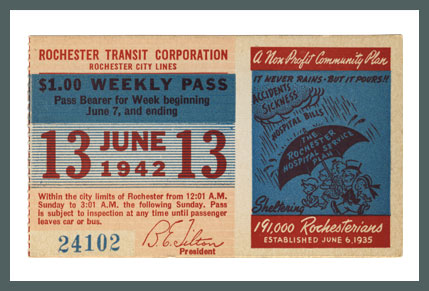 ROCHESTER TRANSIT CORPORATION
ROCHESTER CITY LINES
$1.00 WEEKLY PASS
Pass Bearer for Week beginning
June 7, and ending
13 JUNE 13
1942
Within the city limits of Rochester from 12:01 A.M.
Sunday to 3:01 A.M. the following Sunday. Pass
is subject to inspection at any time until passenger
leaves car or bus.
24102
B.E. Tilton
President
A Non Profit Community Plan
IT NEVER RAINS-BUT IT POURS!!
ACCIDENTS
SICKNESS
HOSPITAL BILLS
THE
ROCHESTER
HOSPITAL SERVICE
PLAN
Sheltering
191,000 Rochesterians
ESTABLISHED JUNE 6, 1935